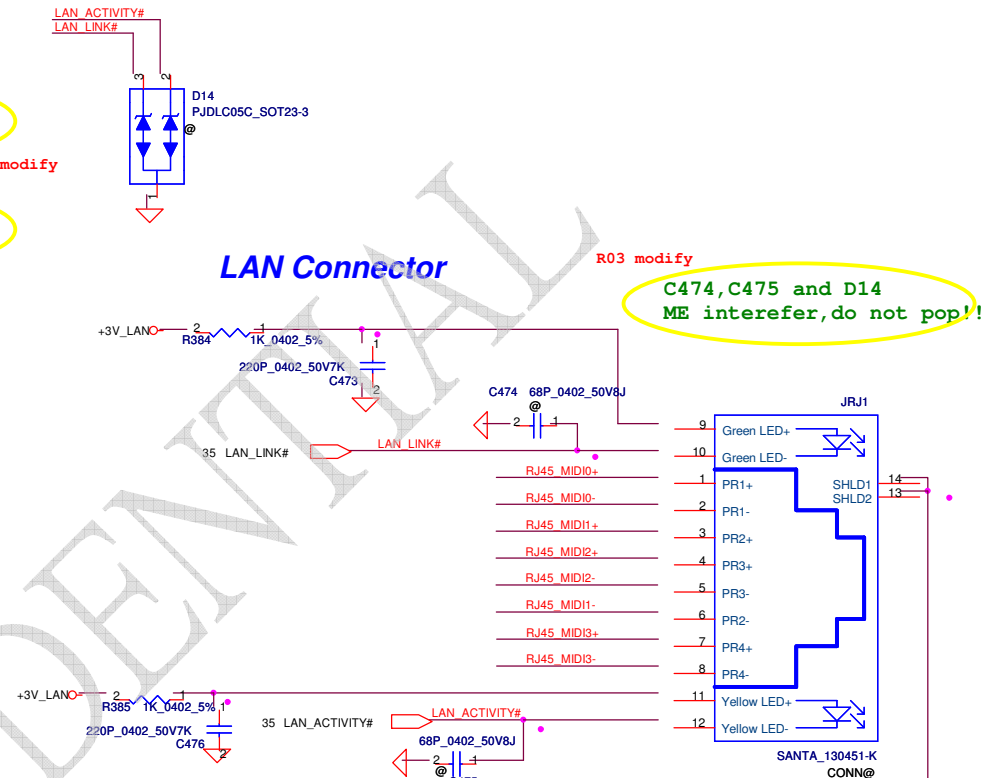 LAN_ACTIVITY#
LAN_LINK#
3
2
D14
PJDLC05C_SOT23-3
@
1
modify
LAN Connector
R03 modify
C474,C475 and D14
ME interefer,do not pop!!
+3V_LAN
2
1
R384
1K_0402_5%
1
220P_0402_50V7K
C473
2
C474
68P_0402_50V8J
@
2
1
JRJ1
35 LAN_LINK#
LAN_LINK#
9 Green LED+
10 Green LED-
RJ45_MIDI0+
1 PR1+
SHLD1 14
SHLD2 13
RJ45_MIDI0-
2 PR1-
RJ45_MIDI1+
3 PR2+
RJ45_MIDI2+
4 PR3+
RJ45_MIDI2-
5 PR3-
RJ45_MIDI1-
6 PR2-
RJ45_MIDI3+
7 PR4+
RJ45_MIDI3-
8 PR4-
+3V_LAN
2
1
R385
1K_0402_5%
1
11 Yellow LED+
220P_0402_50V7K
C476
2
35 LAN_ACTIVITY#
LAN_ACTIVITY#
12 Yellow LED-
68P_0402_50V8J
2
1
@
SANTA_130451-K
CONN@
DENTIAL